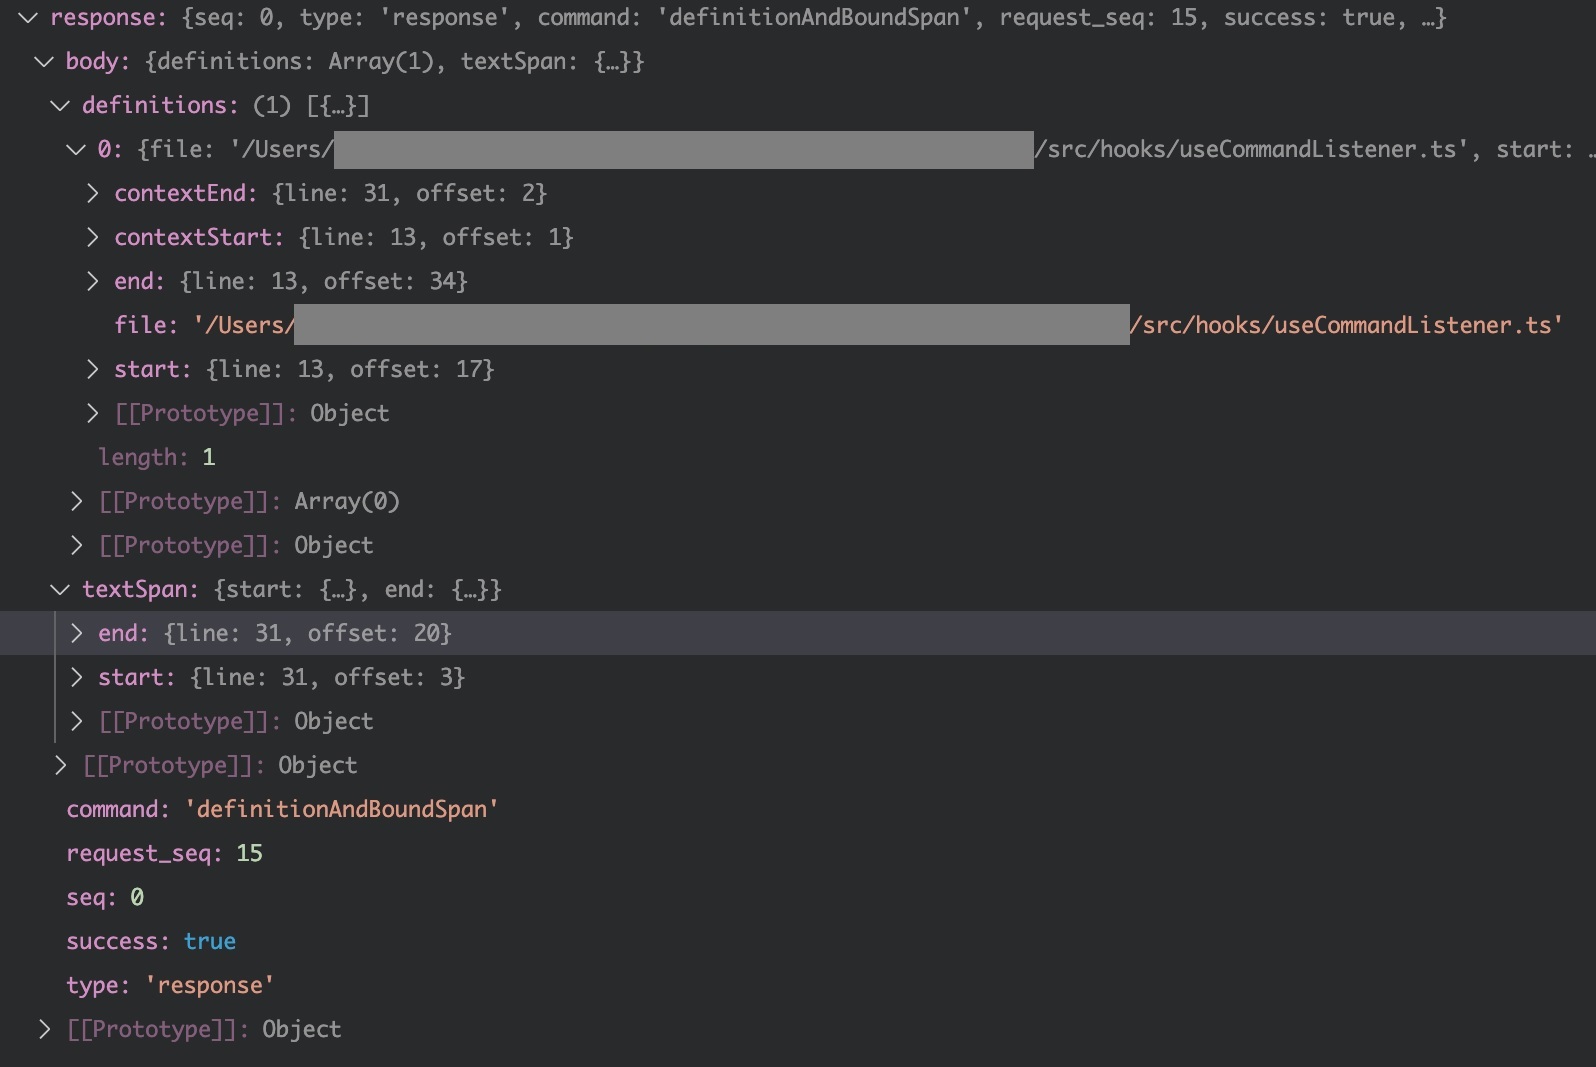 response: {seq: 0, type: 'response', command: 'definitionAndBoundSpan', request_seq: 15, success: true, …}
body: {definitions: Array(1), textSpan: {…}}
definitions: (1) [{…}]
0: {file: '/Users/ /src/hooks/useCommandListener.ts', start: …
contextEnd: {line: 31, offset: 2}
contextStart: {line: 13, offset: 1}
end: {line: 13, offset: 34}
file: '/Users/ /src/hooks/useCommandListener.ts'
start: {line: 13, offset: 17}
[[Prototype]]: Object
length: 1
[[Prototype]]: Array(0)
[[Prototype]]: Object
textSpan: {start: {…}, end: {…}}
end: {line: 31, offset: 20}
start: {line: 31, offset: 3}
[[Prototype]]: Object
[[Prototype]]: Object
command: 'definitionAndBoundSpan'
request_seq: 15
seq: 0
success: true
type: 'response'
[[Prototype]]: Object